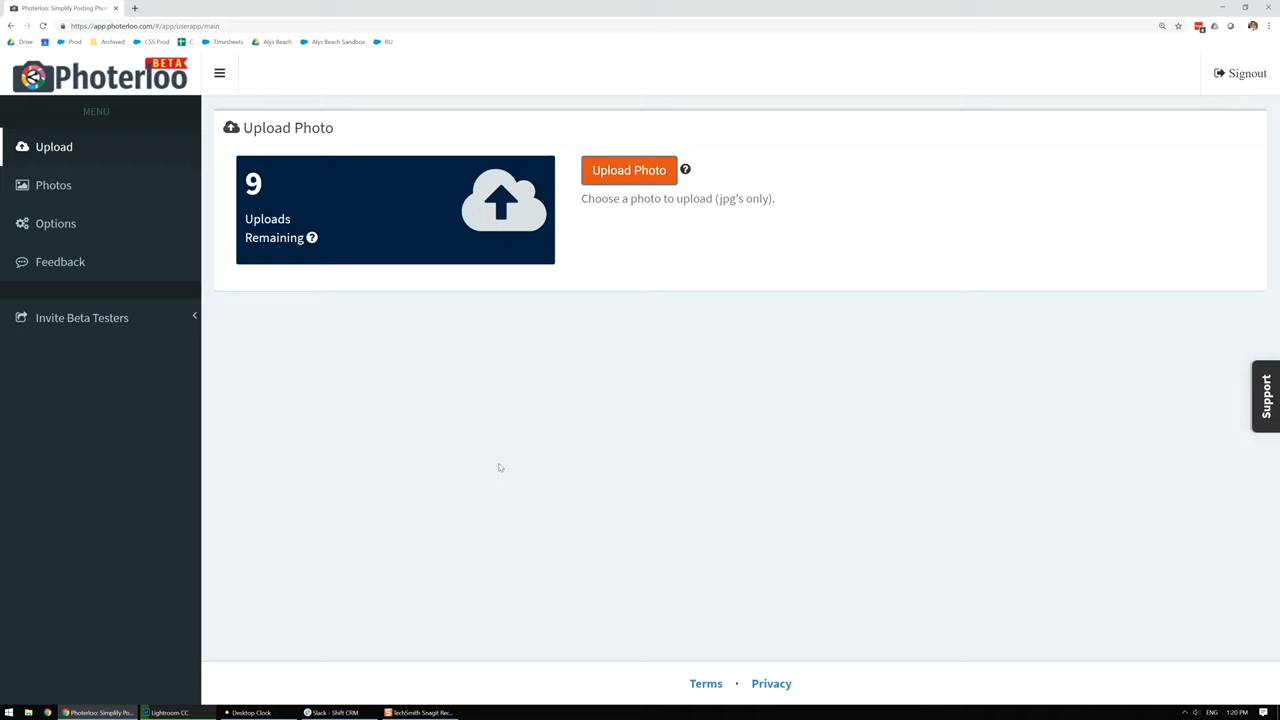 Photerloo: Simplify Posting Phot
https://app.photerloo.com/#/app/userapp/main
Drive
Prod
Archived
CSS Prod
Timesheets
C
Alys Beach
Alys Beach Sandbox
RU
Photerloo
BETA
Signout
MENU
Upload
Photos
Options
Feedback
Invite Beta Testers
Upload Photo
9
Uploads
Remaining
Upload Photo
Choose a photo to upload (jpg's only).
Support
Terms · Privacy
Photerloo: Simplify Po...
Lightroom CC
Desktop Clock
Slack - Shift CRM
TechSmith Snagit Rec...
ENG
1:20 PM